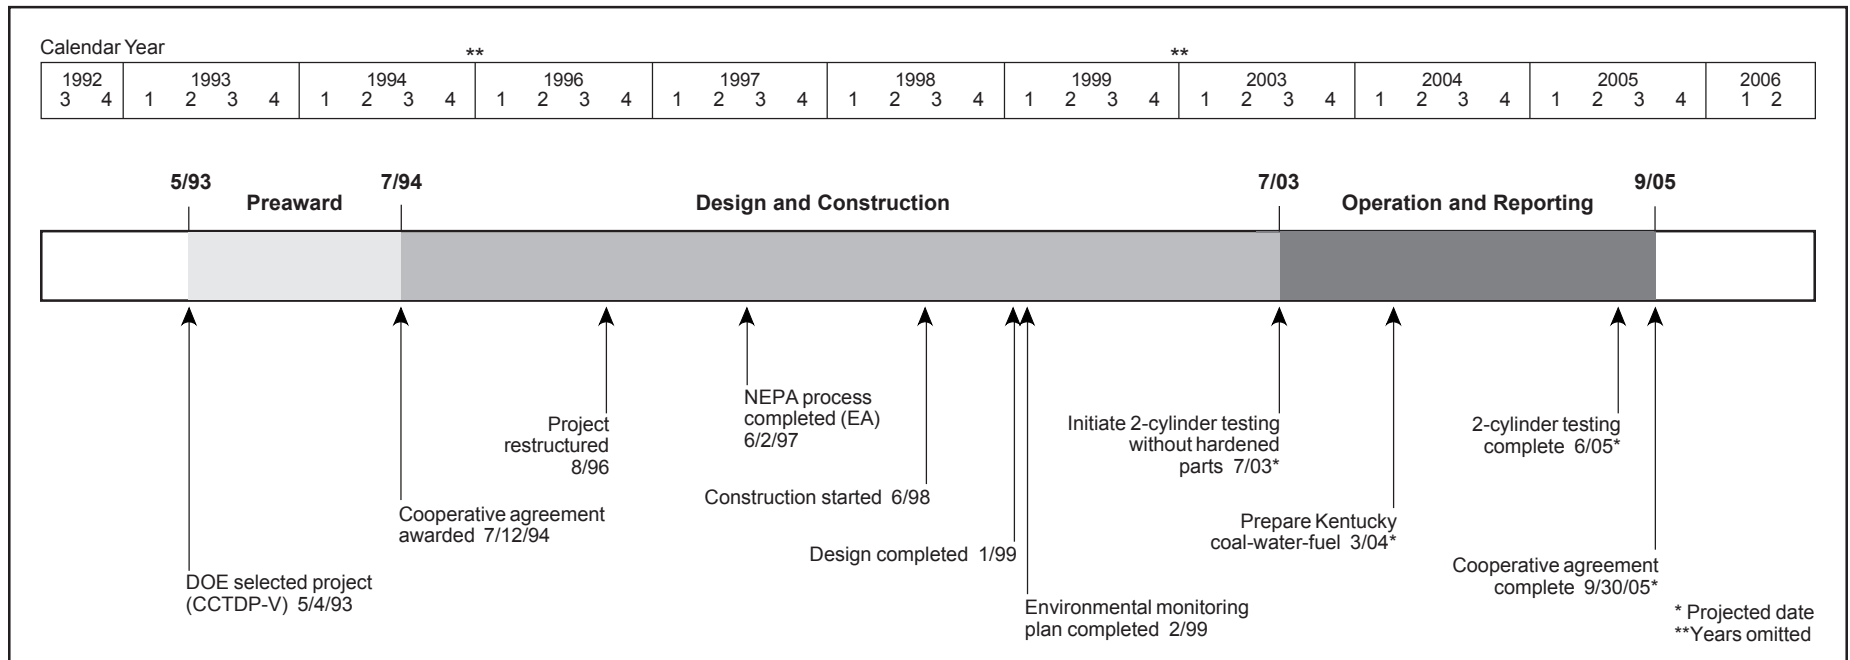 Calendar Year
** **
1992 1993 1994 1996 1997 1998 1999 2003 2004 2005 2006
3 4 1 2 3 4 1 2 3 4 1 2 3 4 1 2 3 4 1 2 3 4 1 2 3 4 1 2 3 4 1 2 3 4 1 2 3 4 1 2
5/93 7/94 7/03 9/05
Preaward Design and Construction Operation and Reporting
DOE selected project
(CCTDP-V) 5/4/93
Cooperative agreement
awarded 7/12/94
Project
restructured
8/96
NEPA process
completed (EA)
6/2/97
Construction started 6/98
Design completed 1/99
Environmental monitoring
plan completed 2/99
Initiate 2-cylinder testing
without hardened
parts 7/03*
Prepare Kentucky
coal-water-fuel 3/04*
2-cylinder testing
complete 6/05*
Cooperative agreement
complete 9/30/05*
* Projected date
**Years omitted